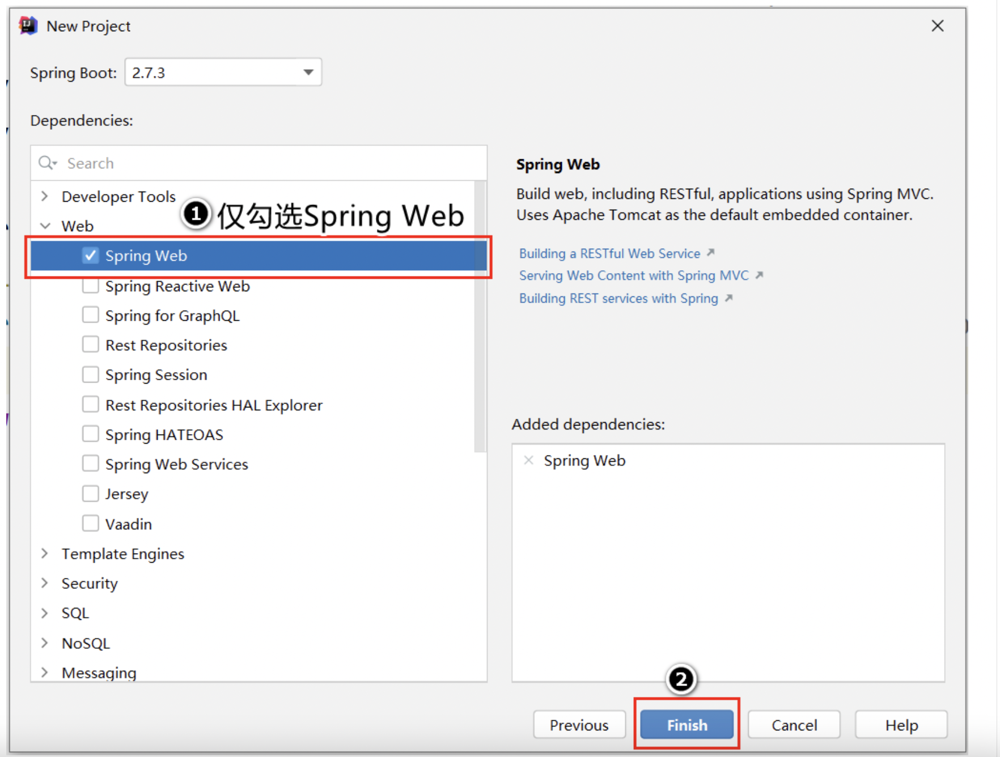 New Project
Spring Boot: 2.7.3
Dependencies:
Search
Developer Tools
❶仅勾选Spring Web
Web
Spring Web
Spring Reactive Web
Spring for GraphQL
Rest Repositories
Spring Session
Rest Repositories HAL Explorer
Spring HATEOAS
Spring Web Services
Jersey
Vaadin
Template Engines
Security
SQL
NoSQL
Messaging
Spring Web
Build web, including RESTful, applications using Spring MVC.
Uses Apache Tomcat as the default embedded container.
Building a RESTful Web Service
Serving Web Content with Spring MVC
Building REST services with Spring
Added dependencies:
Spring Web
❷
Previous
Finish
Cancel
Help